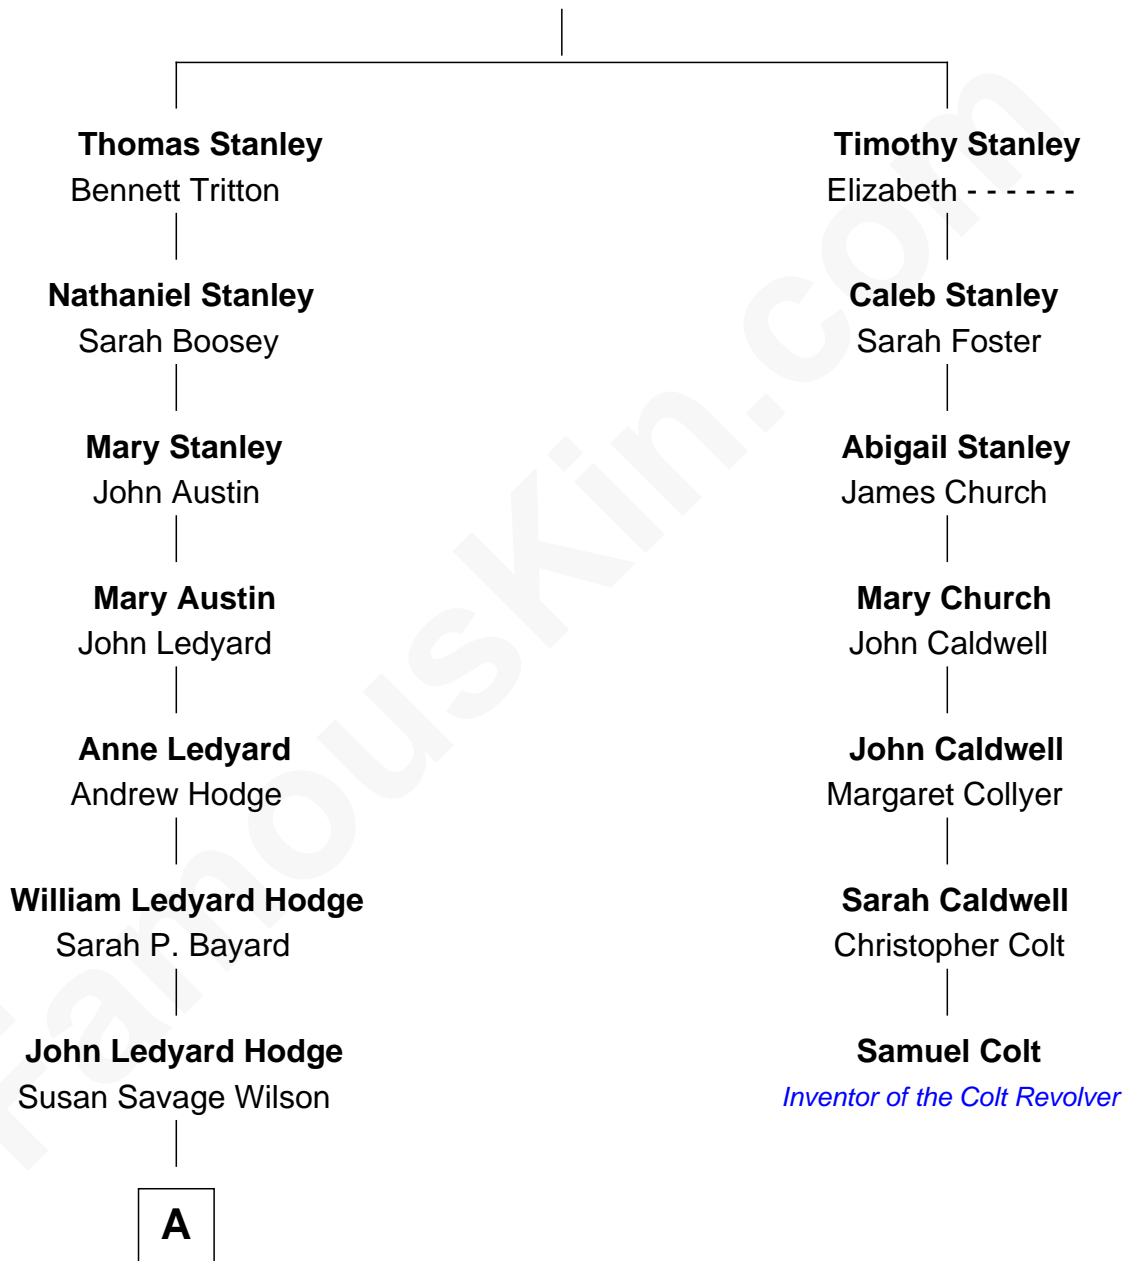 Thomas Stanley
Bennett Tritton
Nathaniel Stanley
Sarah Boosey
Mary Stanley
John Austin
Mary Austin
John Ledyard
Anne Ledyard
Andrew Hodge
William Ledyard Hodge
Sarah P. Bayard
John Ledyard Hodge
Susan Savage Wilson
A
Timothy Stanley
Elizabeth - - - - - -
Caleb Stanley
Sarah Foster
Abigail Stanley
James Church
Mary Church
John Caldwell
John Caldwell
Margaret Collyer
Sarah Caldwell
Christopher Colt
Samuel Colt
Inventor of the Colt Revolver
FamousKin.com